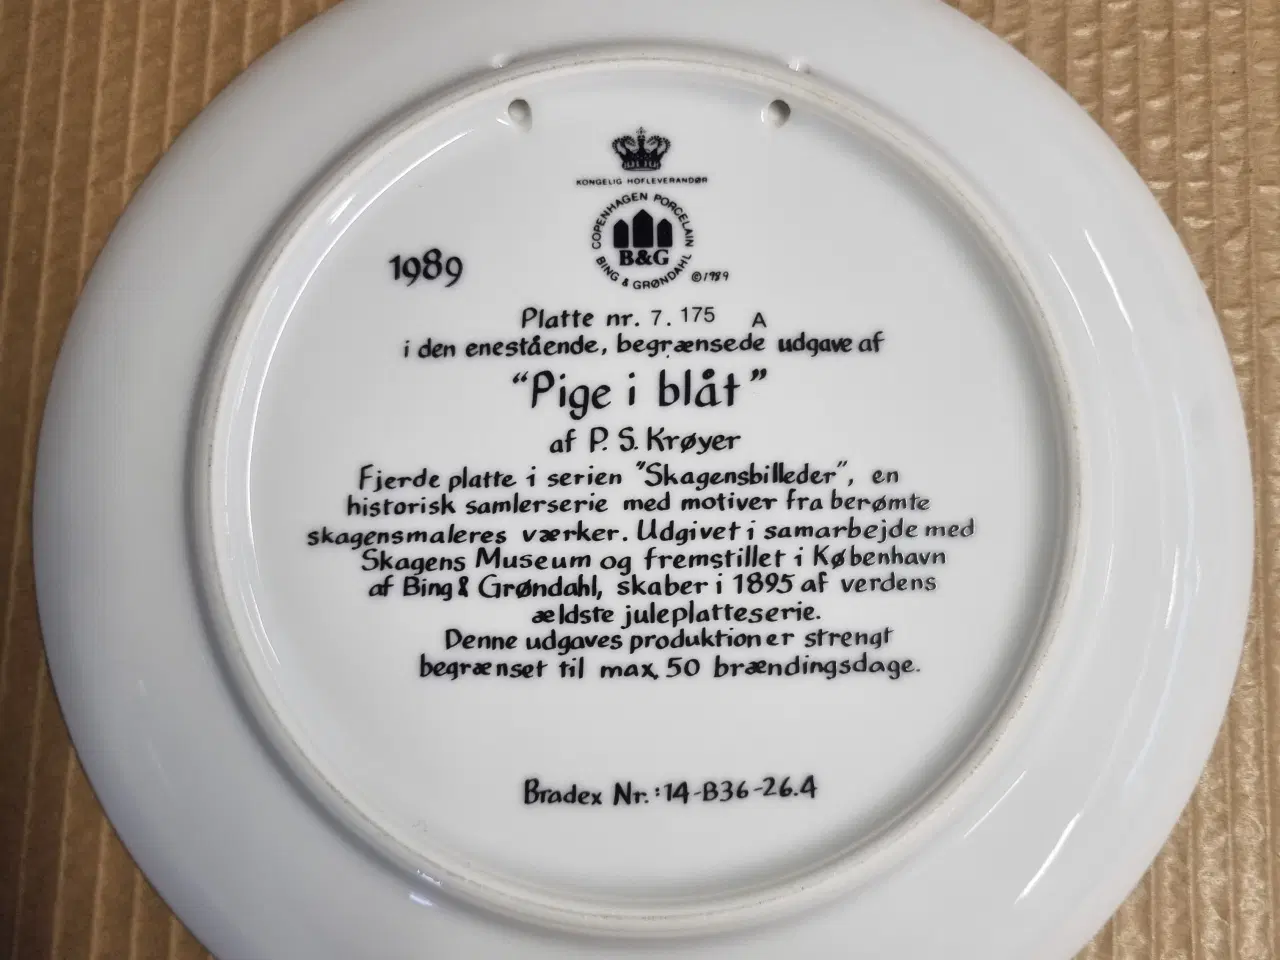 KONGELIG HOFLEVERANDØR
COPENHAGEN PORCELAIN
B&G
BING & GRØNDAHL
©1989
1989
Platte nr. 7.175 A
i den enestående, begrænsede udgave af
"Pige i blåt"
af P. S. Krøyer
Fjerde platte i serien "Skagensbilleder", en
historisk samlerserie med motiver fra berømte
skagensmaleres værker. Udgivet i samarbejde med
Skagens Museum og fremstillet i København
af Bing & Grøndahl, skaber i 1895 af verdens
ældste juleplatteserie.
Denne udgaves produktion er strengt
begrænset til max. 50 brændingsdage.
Bradex Nr.:14-B36-26.4